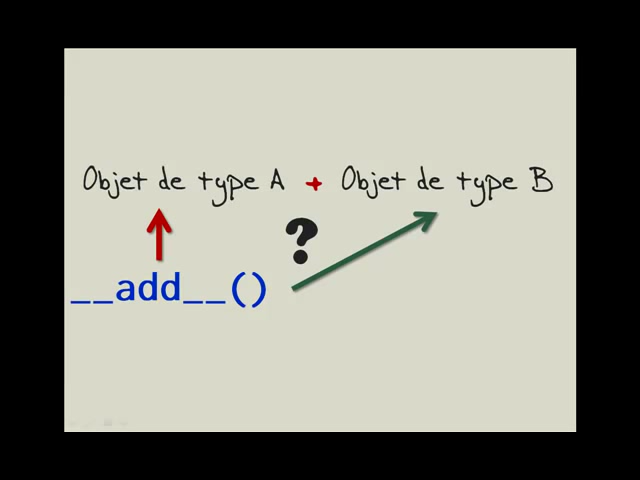 Objet de type A + Objet de type B
?
__add__()